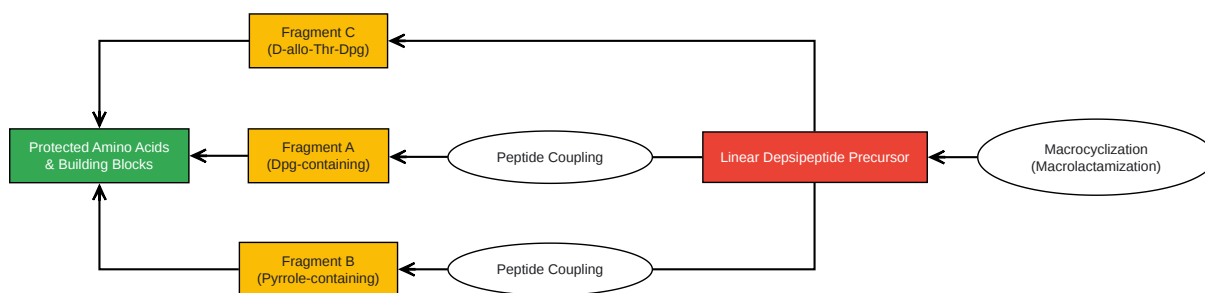 Fragment C
(D-allo-Thr-Dpg)
Protected Amino Acids
& Building Blocks
Fragment A
(Dpg-containing)
Peptide Coupling
Linear Depsipeptide Precursor
Macrocyclization
(Macrolactamization)
Fragment B
(Pyrrole-containing)
Peptide Coupling